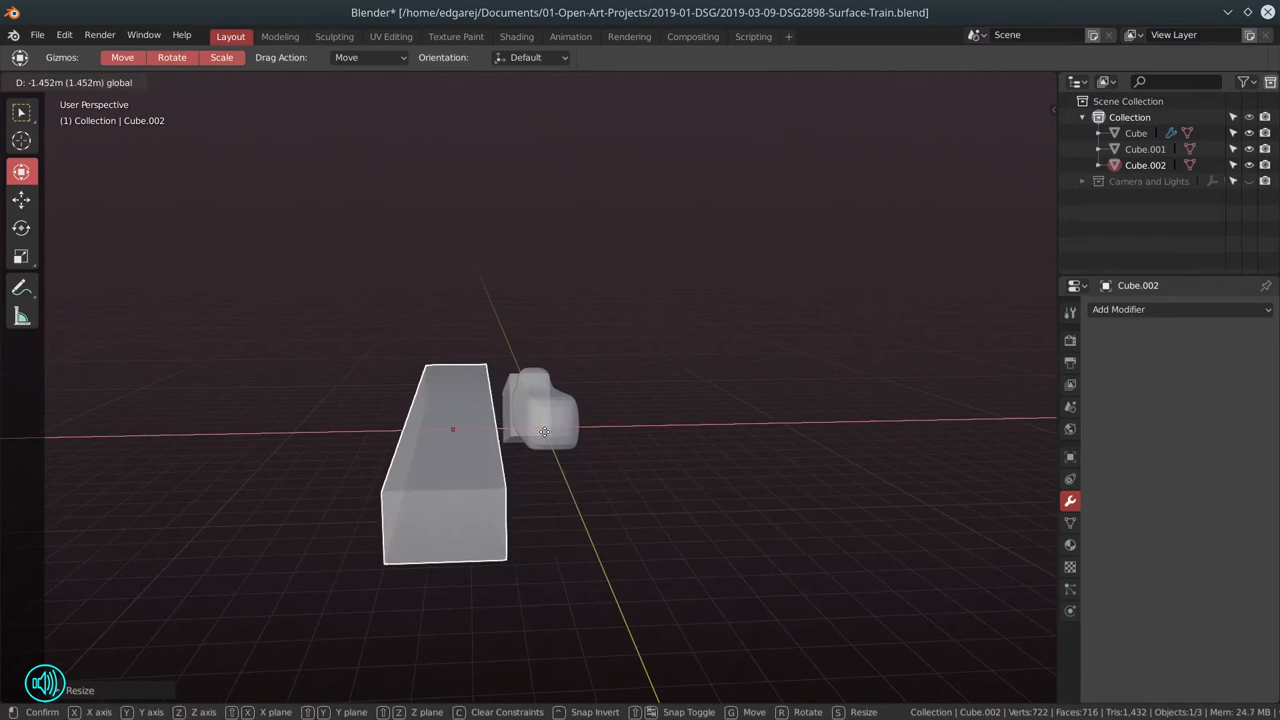 Blender* [/home/edgarej/Documents/01-Open-Art-Projects/2019-01-DSG/2019-03-09-DSG2898-Surface-Train.blend]
File Edit Render Window Help Layout Modeling Sculpting UV Editing Texture Paint Shading Animation Rendering Compositing Scripting Scene View Layer
Gizmos: Move Rotate Scale Drag Action: Move Orientation: Default
D: -1.452m (1.452m) global
User Perspective
(1) Collection | Cube.002
Scene Collection
Collection
Cube
Cube.001
Cube.002
Camera and Lights
Cube.002
Add Modifier
Resize
Confirm X X axis Y Y axis Z Z axis X X plane Y Y plane Z Z plane C Clear Constraints Snap Invert Snap Toggle G Move R Rotate S Resize Collection | Cube.002 | Verts:722 | Faces:716 | Tris:1,432 | Objects:1/3 | Mem: 24.7 MB